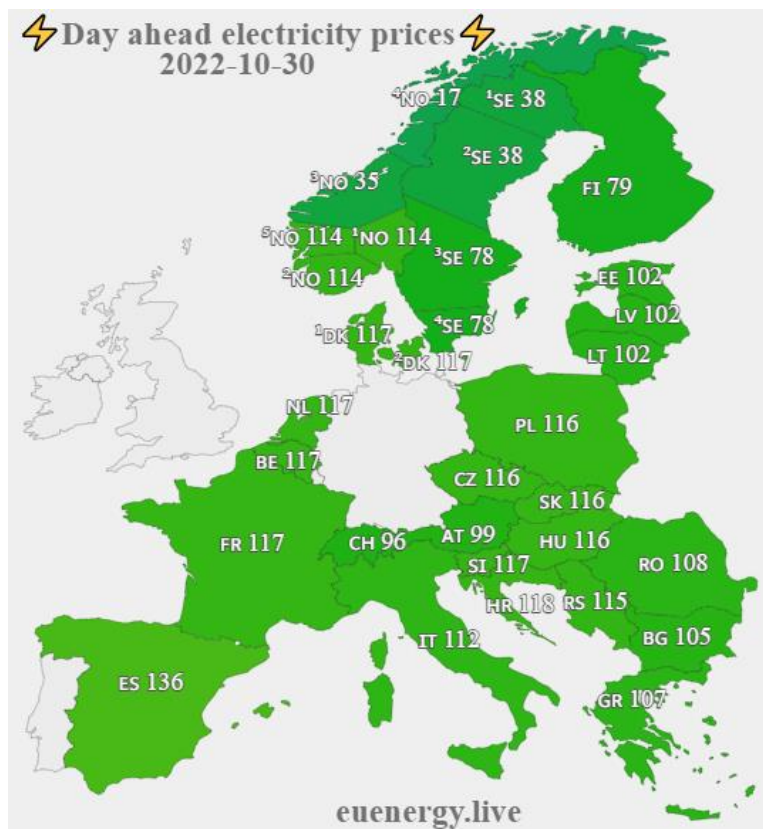 ⚡Day ahead electricity prices⚡
2022-10-30
⁴NO 17
¹SE 38
²SE 38
³NO 35
FI 79
⁵NO 114
¹NO 114
³SE 78
²NO 114
EE 102
LV 102
⁴SE 78
¹DK 117
LT 102
²DK 117
NL 117
PL 116
BE 117
CZ 116
SK 116
FR 117
CH 96
AT 99
HU 116
RO 108
SI 117
HR 118
RS 115
IT 112
BG 105
ES 136
GR 107
euenergy.live